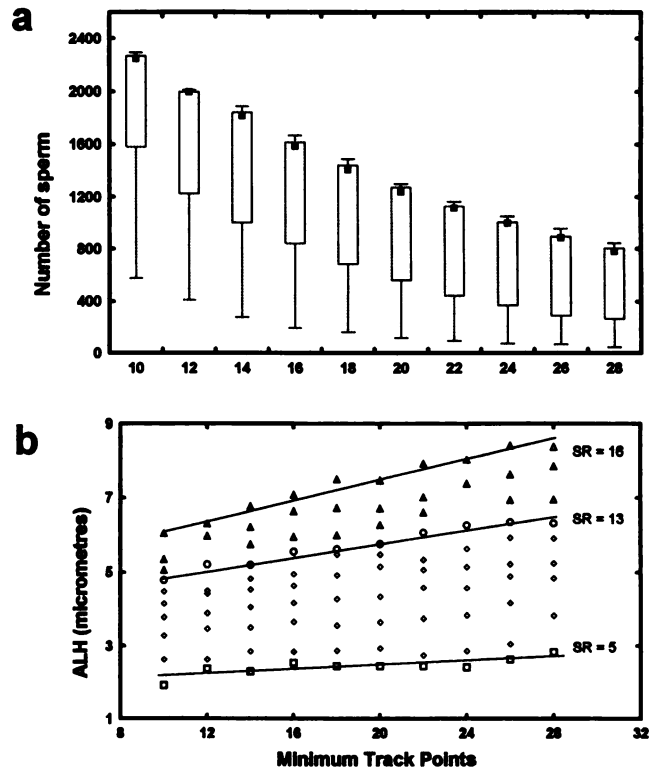 a
2400
2000
1600
1200
800
400
0
Number of sperm
10 12 14 16 18 20 22 24 26 28
b
9
7
5
3
1
ALH (micrometres)
SR = 16
SR = 13
SR = 5
8 12 16 20 24 28 32
Minimum Track Points